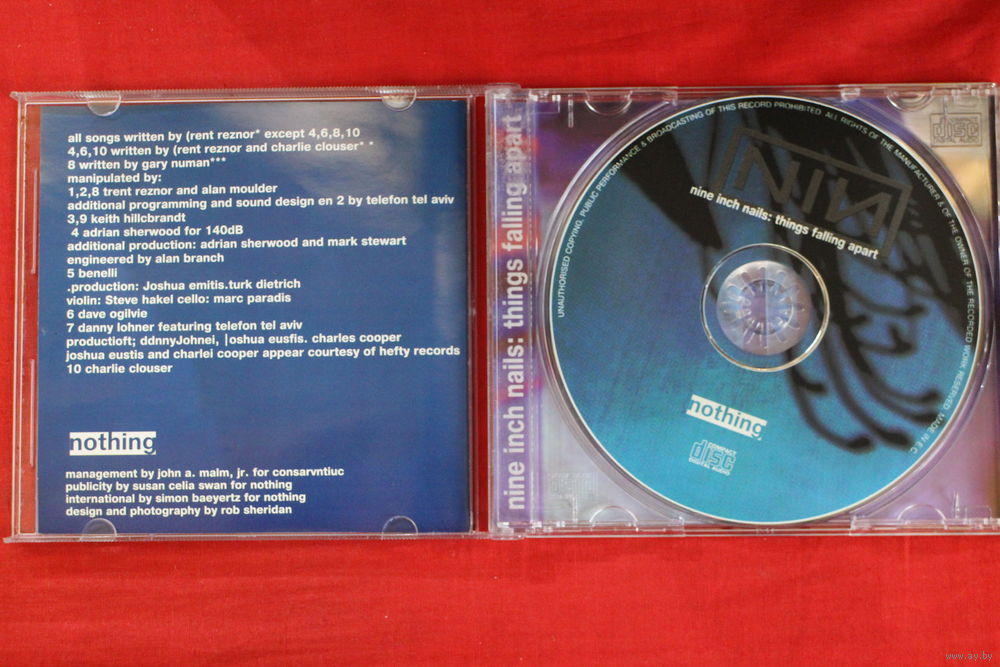 all songs written by (rent reznor* except 4,6,8,10
4,6,10 written by (rent reznor and charlie clouser* *
8 written by gary numan***
manipulated by:
1,2,8 trent reznor and alan moulder
additional programming and sound design en 2 by telefon tel aviv
3,9 keith hillcbrandt
4 adrian sherwood for 140dB
additional production: adrian sherwood and mark stewart
engineered by alan branch
5 benelli
.production: Joshua emitis.turk dietrich
violin: Steve hakel cello: marc paradis
6 dave ogilvie
7 danny lohner featuring telefon tel aviv
productioft; ddnnyJohnei, |oshua eusfis. charles cooper
joshua eustis and charlei cooper appear courtesy of hefty records
10 charlie clouser
nothing
management by john a. malm, jr. for consarvntiuc
publicity by susan celia swan for nothing
international by simon baeyertz for nothing
design and photography by rob sheridan
nine inch nails: things falling apart
UNAUTHORISED COPYING, PUBLIC PERFORMANCE & BROADCASTING OF THIS RECORD PROHIBITED. ALL RIGHTS OF THE MANUFACTURER & OF THE OWNER OF THE RECORDED WORK RESERVED. MADE IN E.C.
NIN
nine inch nails: things falling apart
nothing
COMPACT
disc
DIGITAL AUDIO
COMPACT
disc
DIGITAL AUDIO
www.ay.by